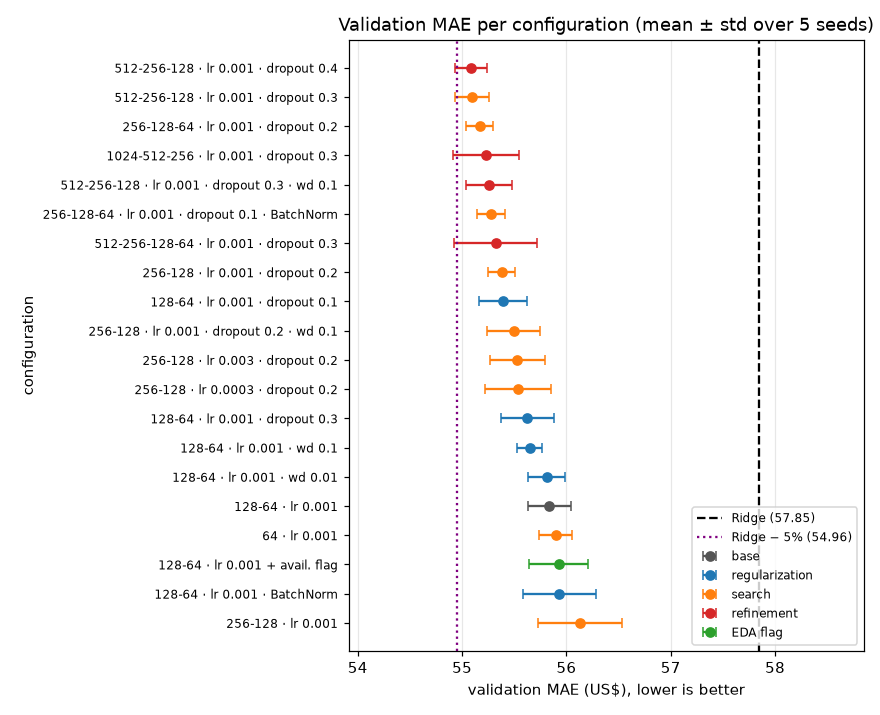 Validation MAE per configuration (mean ± std over 5 seeds)
configuration
512-256-128 · lr 0.001 · dropout 0.4
512-256-128 · lr 0.001 · dropout 0.3
256-128-64 · lr 0.001 · dropout 0.2
1024-512-256 · lr 0.001 · dropout 0.3
512-256-128 · lr 0.001 · dropout 0.3 · wd 0.1
256-128-64 · lr 0.001 · dropout 0.1 · BatchNorm
512-256-128-64 · lr 0.001 · dropout 0.3
256-128 · lr 0.001 · dropout 0.2
128-64 · lr 0.001 · dropout 0.1
256-128 · lr 0.001 · dropout 0.2 · wd 0.1
256-128 · lr 0.003 · dropout 0.2
256-128 · lr 0.0003 · dropout 0.2
128-64 · lr 0.001 · dropout 0.3
128-64 · lr 0.001 · wd 0.1
128-64 · lr 0.001 · wd 0.01
128-64 · lr 0.001
64 · lr 0.001
128-64 · lr 0.001 + avail. flag
128-64 · lr 0.001 · BatchNorm
256-128 · lr 0.001
Ridge (57.85)
Ridge − 5% (54.96)
base
regularization
search
refinement
EDA flag
54 55 56 57 58
validation MAE (US$), lower is better